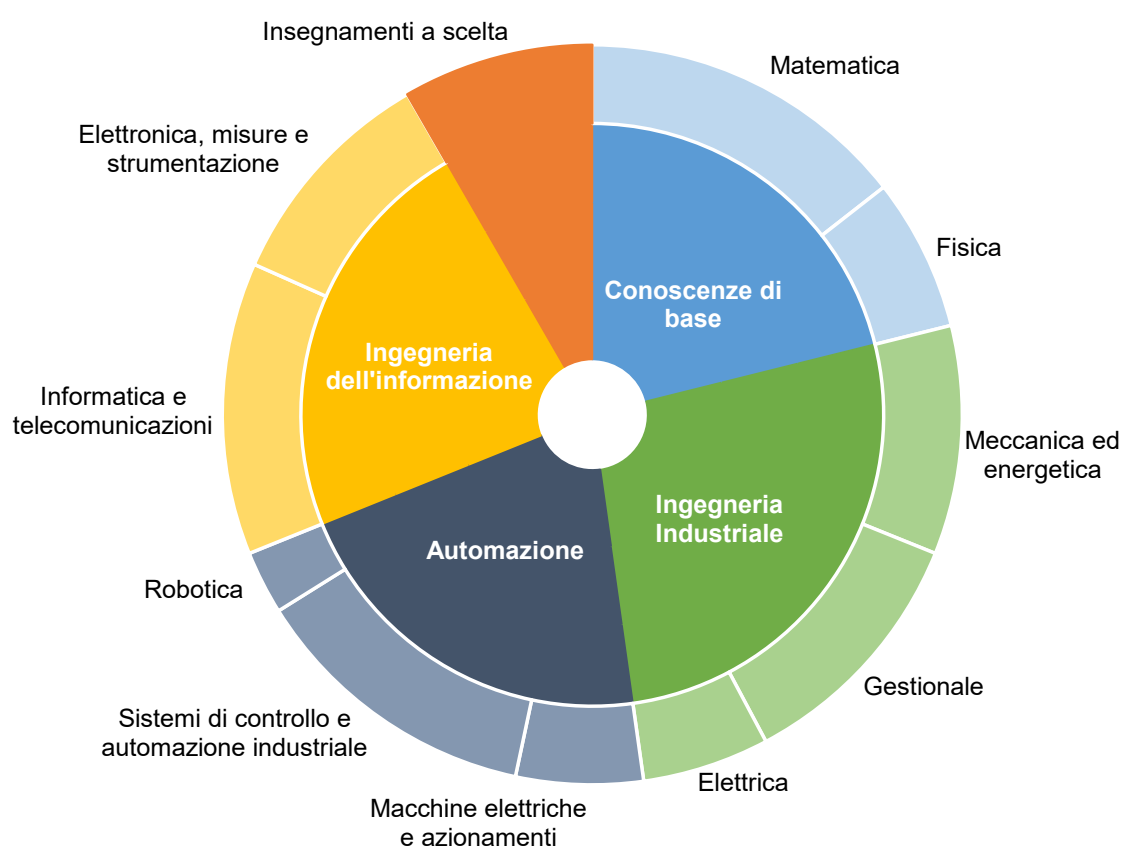 Insegnamenti a scelta
Matematica
Elettronica, misure e
strumentazione
Fisica
Conoscenze di
base
Ingegneria
dell'informazione
Informatica e
telecomunicazioni
Meccanica ed
energetica
Ingegneria
Industriale
Automazione
Robotica
Gestionale
Sistemi di controllo e
automazione industriale
Elettrica
Macchine elettriche
e azionamenti